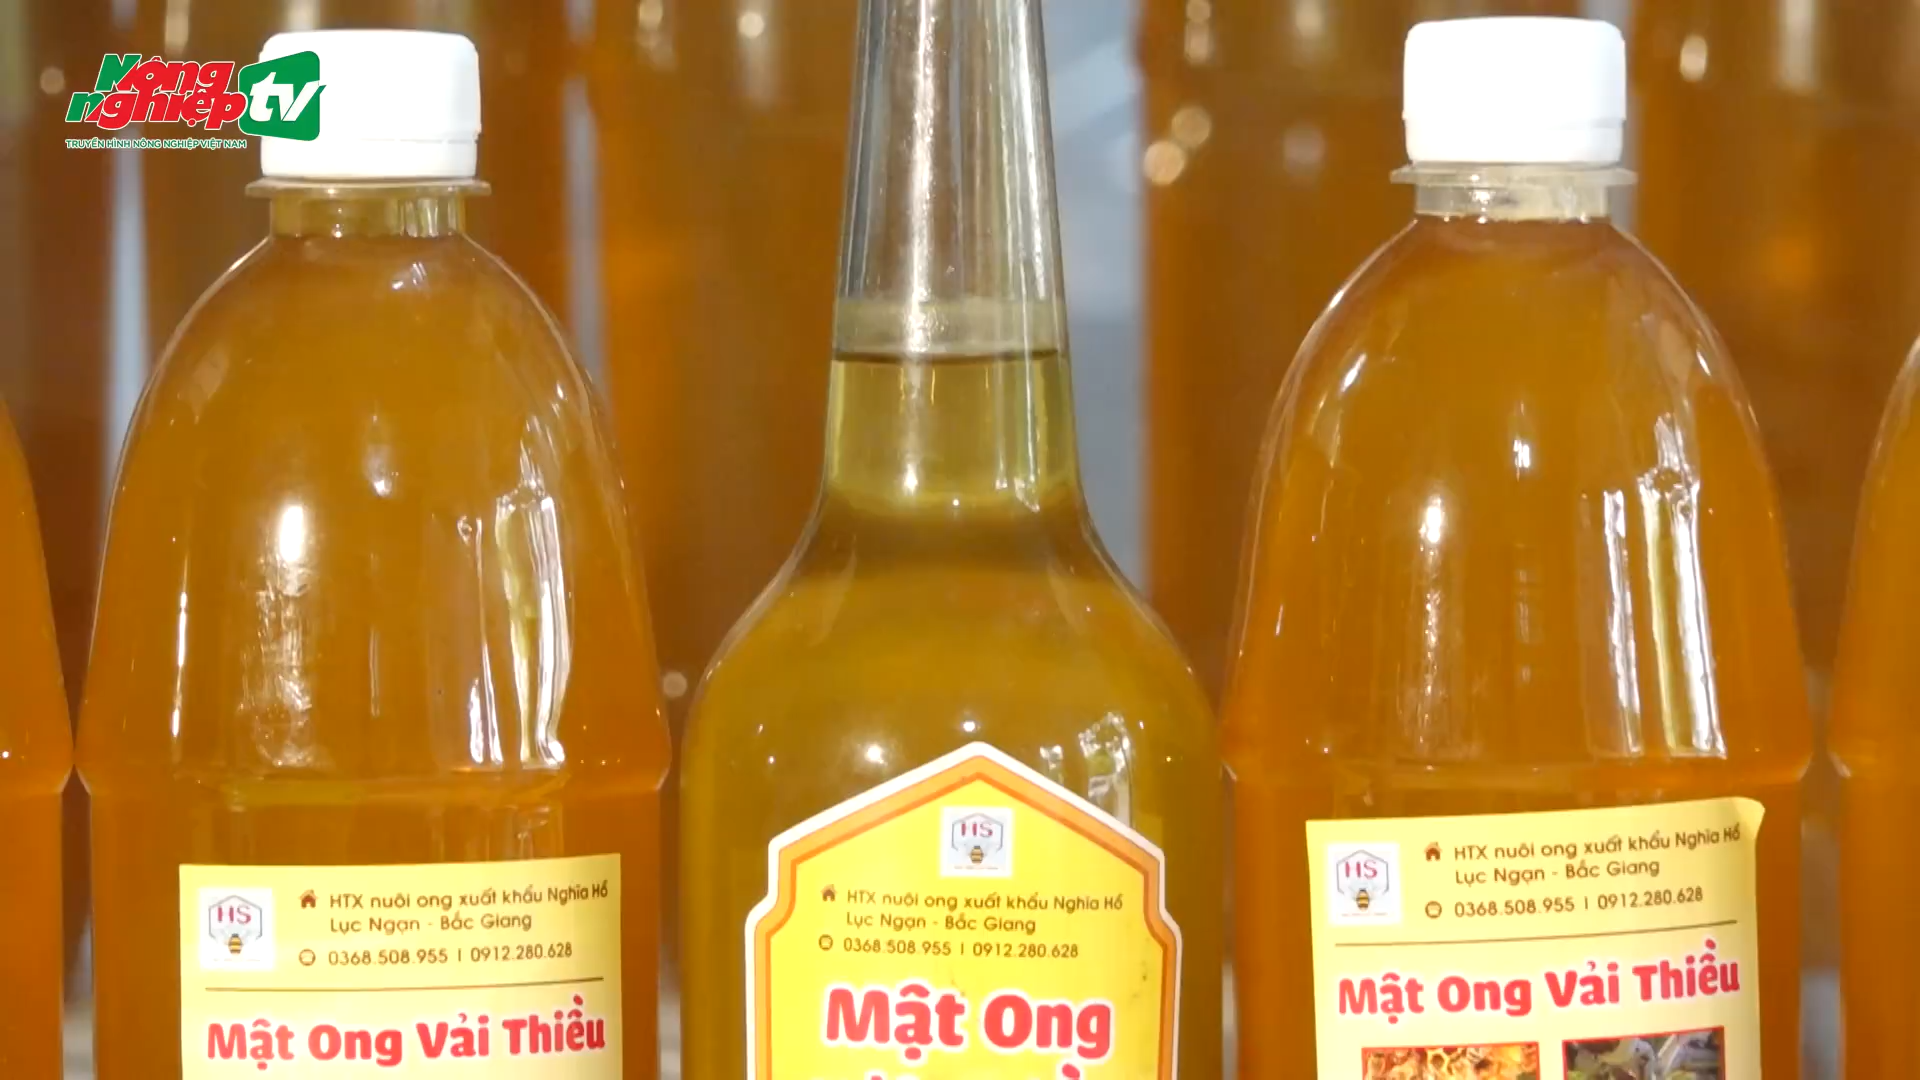 Nông
nghiệp tv
TRUYỀN HÌNH NÔNG NGHIỆP VIỆT NAM
HS
HTX nuôi ong xuất khẩu Nghĩa Hồ
Lục Ngạn - Bắc Giang
0368.508.955 | 0912.280.628
Mật Ong Vải Thiều
HS
HTX nuôi ong xuất khẩu Nghĩa Hồ
Lục Ngạn - Bắc Giang
0368.508.955 | 0912.280.628
Mật Ong
HS
HTX nuôi ong xuất khẩu Nghĩa Hồ
Lục Ngạn - Bắc Giang
0368.508.955 | 0912.280.628
Mật Ong Vải Thiều